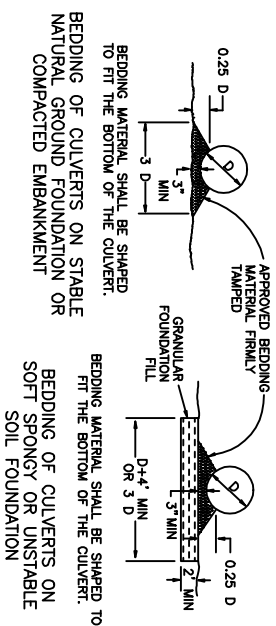 0.25 D
D
3"
MIN
3 D
BEDDING MATERIAL SHALL BE SHAPED
TO FIT THE BOTTOM OF THE CULVERT.
BEDDING OF CULVERTS ON STABLE
NATURAL GROUND FOUNDATION OR
COMPACTED EMBANKMENT
APPROVED BEDDING
MATERIAL FIRMLY
TAMPED
D
0.25 D
3"MIN
2' MIN
GRANULAR
FOUNDATION
FILL
D+4' MIN
OR 3 D
BEDDING MATERIAL SHALL BE SHAPED TO
FIT THE BOTTOM OF THE CULVERT.
BEDDING OF CULVERTS ON
SOFT SPONGY OR UNSTABLE
SOIL FOUNDATION